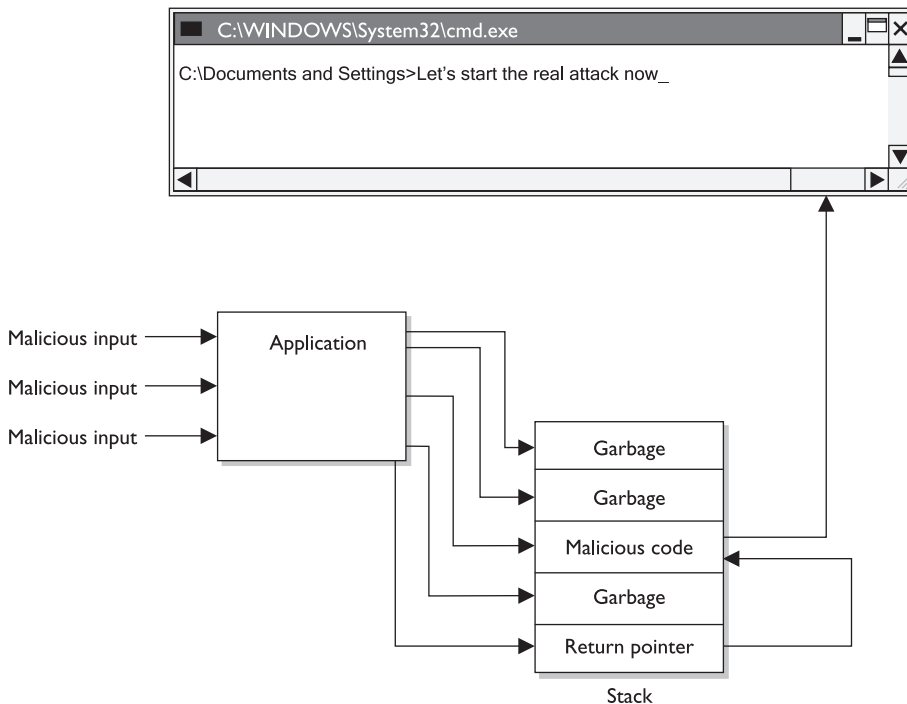 C:\WINDOWS\System32\cmd.exe
C:\Documents and Settings>Let's start the real attack now_
Malicious input
Malicious input
Malicious input
Application
Garbage
Garbage
Malicious code
Garbage
Return pointer
Stack